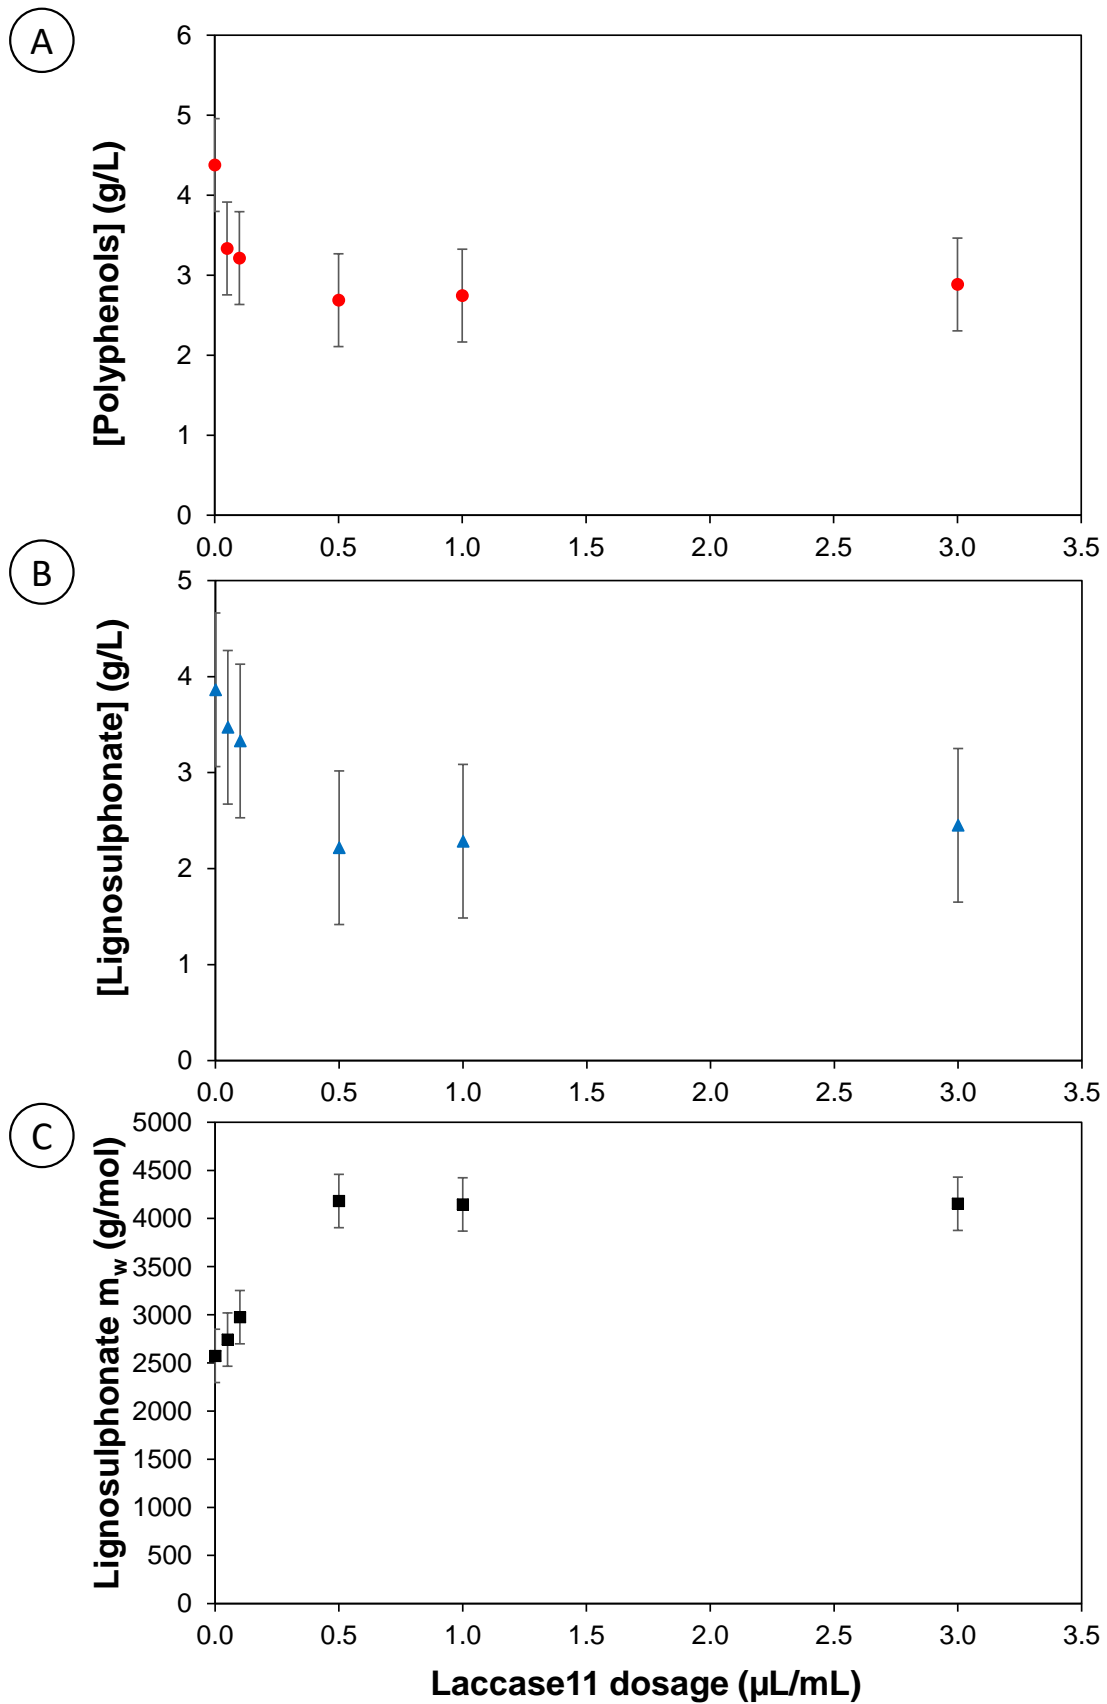 A
[Polyphenols] (g/L)
6
5
4
3
2
1
0
0.0 0.5 1.0 1.5 2.0 2.5 3.0 3.5
B
[Lignosulphonate] (g/L)
5
4
3
2
1
0
0.0 0.5 1.0 1.5 2.0 2.5 3.0 3.5
C
Lignosulphonate mw (g/mol)
5000
4500
4000
3500
3000
2500
2000
1500
1000
500
0
0.0 0.5 1.0 1.5 2.0 2.5 3.0 3.5
Laccase11 dosage (µL/mL)